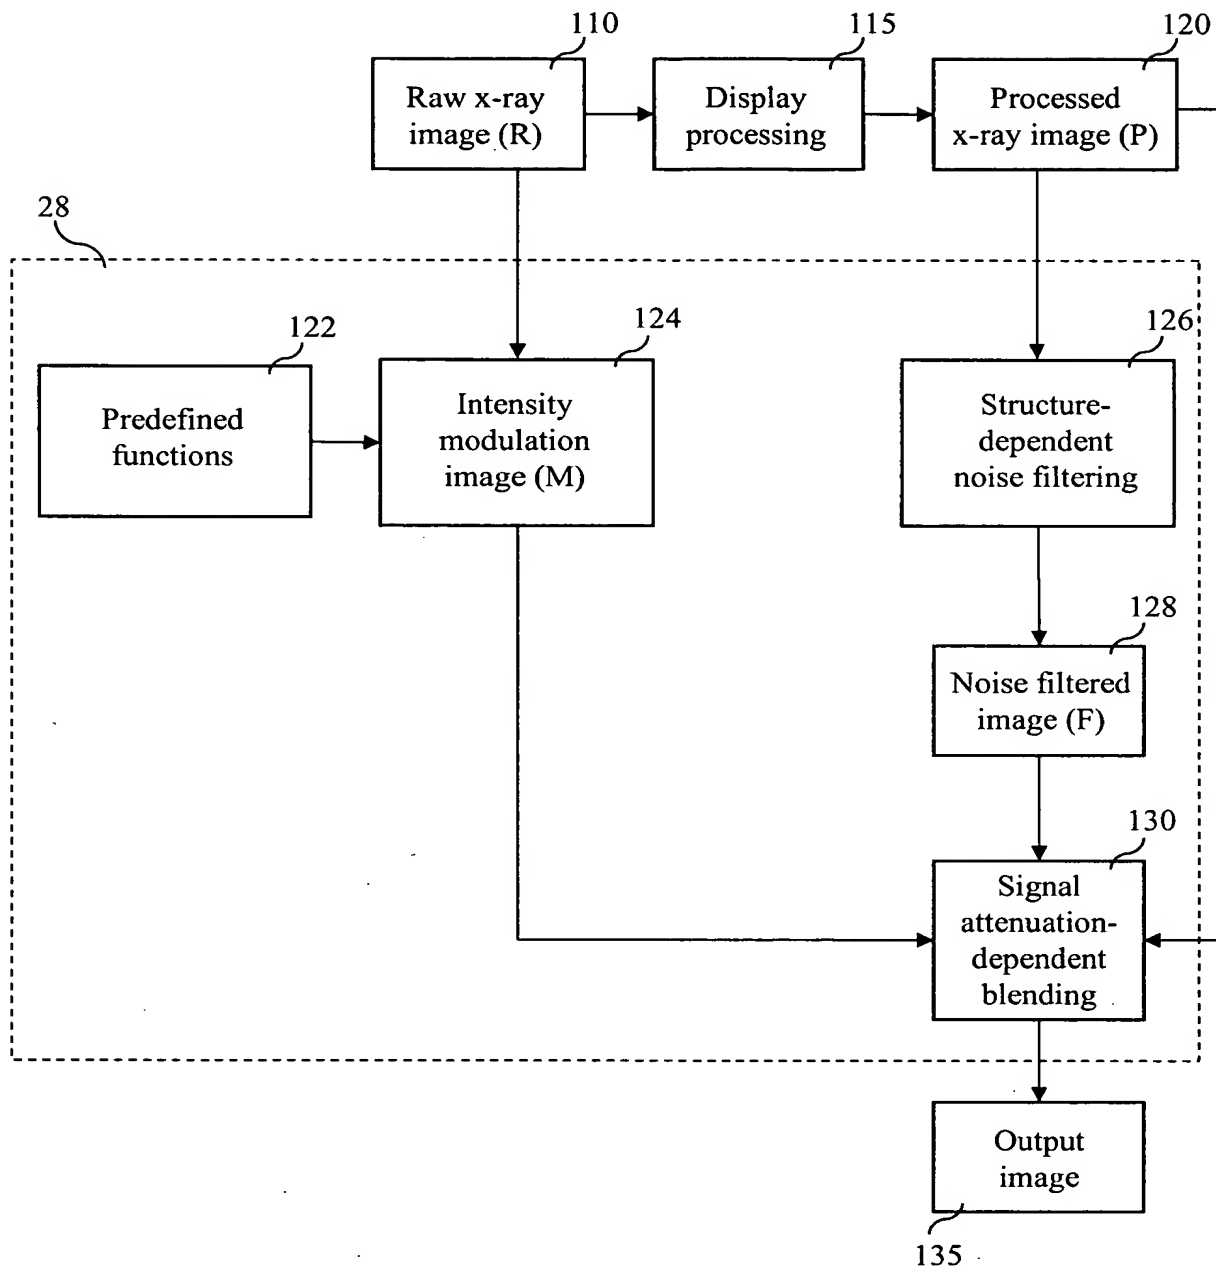 110
115
120
Raw x-ray
image (R)
Display
processing
Processed
x-ray image (P)
28
122
124
126
Predefined
functions
Intensity
modulation
image (M)
Structure-
dependent
noise filtering
128
Noise filtered
image (F)
130
Signal
attenuation-
dependent
blending
Output
image
135